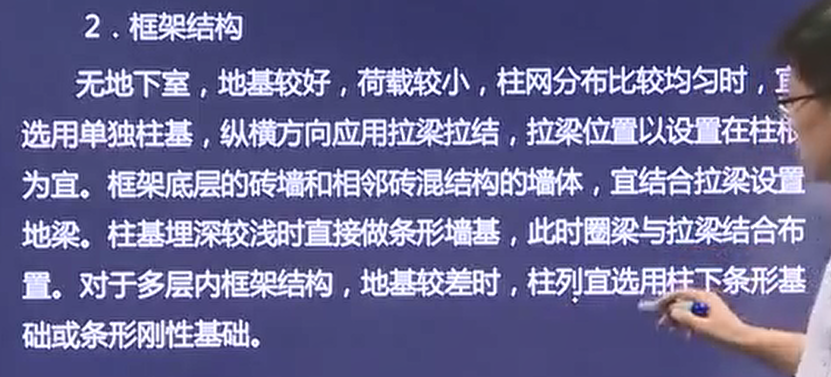 2．框架结构
无地下室，地基较好，荷载较小，柱网分布比较均匀时，宜
选用单独柱基，纵横方向应用拉梁拉结，拉梁位置以设置在柱根
为宜。框架底层的砖墙和相邻砖混结构的墙体，宜结合拉梁设置
地梁。柱基埋深较浅时直接做条形墙基，此时圈梁与拉梁结合布
置。对于多层内框架结构，地基较差时，柱列宜选用柱下条形基
础或条形刚性基础。